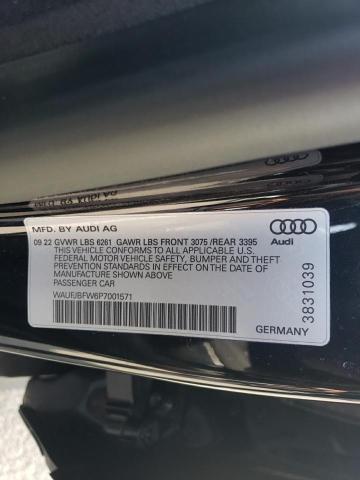 MFD. BY AUDI AG
Audi
09 22 GVWR LBS 6261 GAWR LBS FRONT 3075 /REAR 3395
THIS VEHICLE CONFORMS TO ALL APPLICABLE U.S.
FEDERAL MOTOR VEHICLE SAFETY, BUMPER AND THEFT
PREVENTION STANDARDS IN EFFECT ON THE DATE OF
MANUFACTURE SHOWN ABOVE
PASSENGER CAR
WAUFJBFW6P7001571
3831039
GERMANY